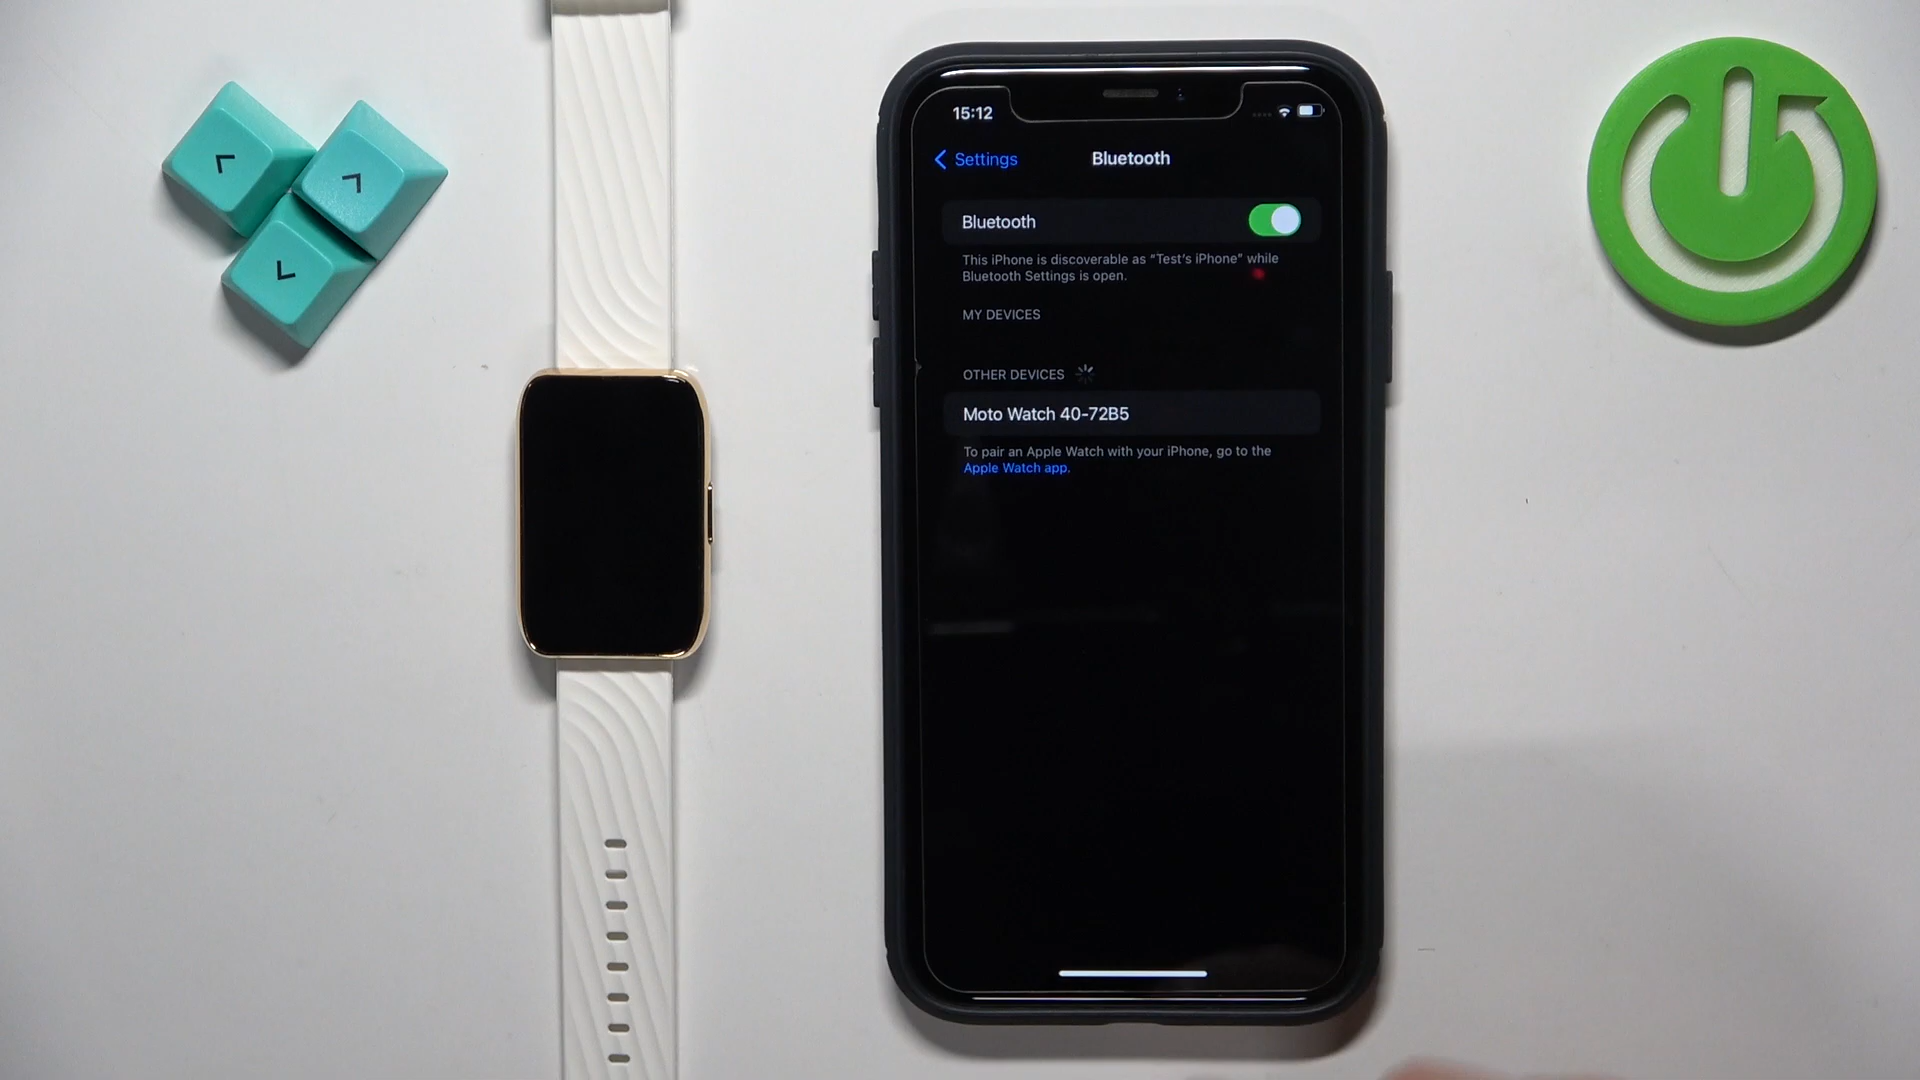 15:12
Settings
Bluetooth
Bluetooth
This iPhone is discoverable as “Test’s iPhone” while
Bluetooth Settings is open.
MY DEVICES
OTHER DEVICES
Moto Watch 40-72B5
To pair an Apple Watch with your iPhone, go to the
Apple Watch app.